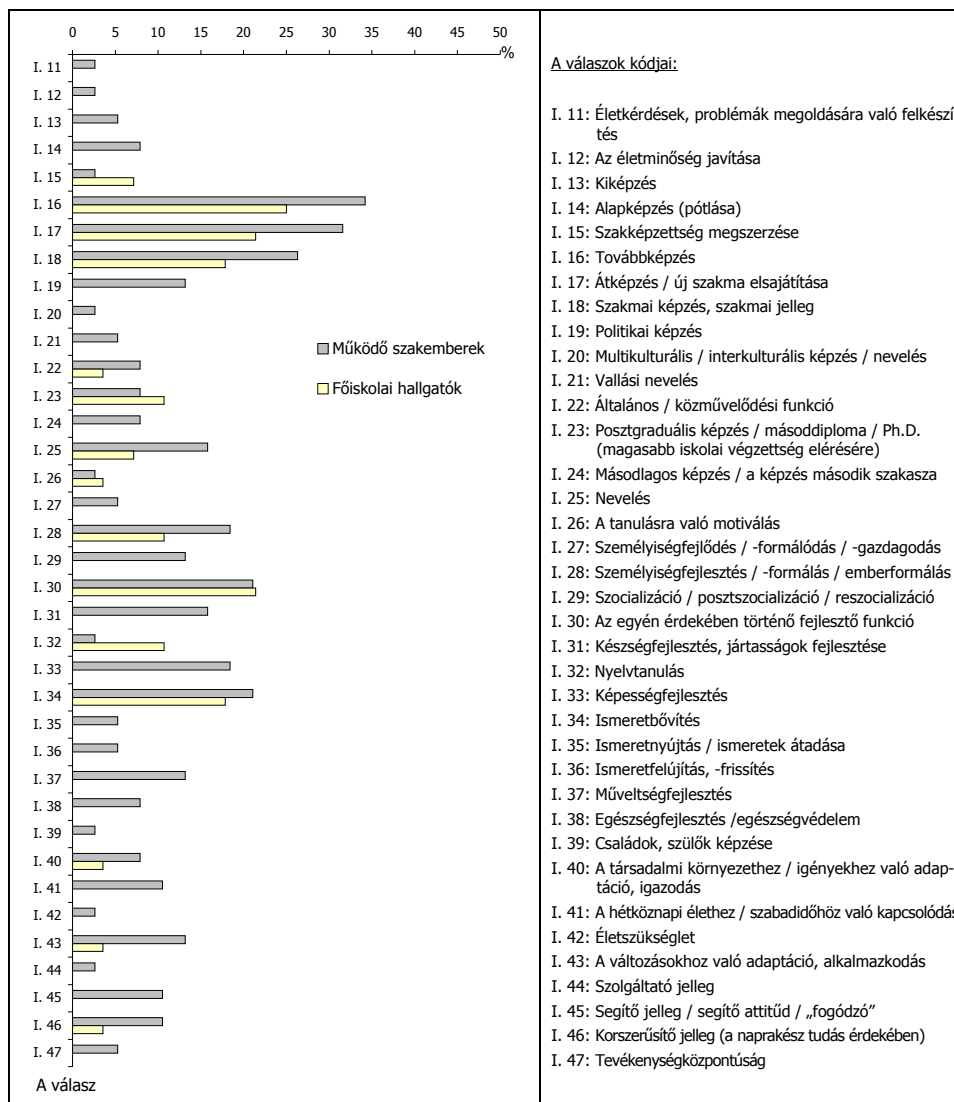 0 5 10 15 20 25 30 35 40 45 50
%
I. 11
I. 12
I. 13
I. 14
I. 15
I. 16
I. 17
I. 18
I. 19
I. 20
I. 21
I. 22
I. 23
I. 24
I. 25
I. 26
I. 27
I. 28
I. 29
I. 30
I. 31
I. 32
I. 33
I. 34
I. 35
I. 36
I. 37
I. 38
I. 39
I. 40
I. 41
I. 42
I. 43
I. 44
I. 45
I. 46
I. 47
A válasz
Működő szakemberek
Főiskolai hallgatók
A válaszok kódjai:
I. 11: Életkérdések, problémák megoldására való felkészí
tés
I. 12: Az életminőség javítása
I. 13: Kiképzés
I. 14: Alapképzés (pótlása)
I. 15: Szakképzettség megszerzése
I. 16: Továbbképzés
I. 17: Átképzés / új szakma elsajátítása
I. 18: Szakmai képzés, szakmai jelleg
I. 19: Politikai képzés
I. 20: Multikulturális / interkulturális képzés / nevelés
I. 21: Vallási nevelés
I. 22: Általános / közművelődési funkció
I. 23: Posztgraduális képzés / másoddiploma / Ph.D.
(magasabb iskolai végzettség elérésére)
I. 24: Másodlagos képzés / a képzés második szakasza
I. 25: Nevelés
I. 26: A tanulásra való motiválás
I. 27: Személyiségfejlődés / -formálódás / -gazdagodás
I. 28: Személyiségfejlesztés / -formálás / emberformálás
I. 29: Szocializáció / posztszocializáció / reszocializáció
I. 30: Az egyén érdekében történő fejlesztő funkció
I. 31: Készségfejlesztés, jártasságok fejlesztése
I. 32: Nyelvtanulás
I. 33: Képességfejlesztés
I. 34: Ismeretbővítés
I. 35: Ismeretnyújtás / ismeretek átadása
I. 36: Ismeretfelújítás, -frissítés
I. 37: Műveltségfejlesztés
I. 38: Egészségfejlesztés /egészségvédelem
I. 39: Családok, szülők képzése
I. 40: A társadalmi környezethez / igényekhez való adap-
táció, igazodás
I. 41: A hétköznapi élethez / szabadidőhöz való kapcsolódás
I. 42: Életszükséglet
I. 43: A változásokhoz való adaptáció, alkalmazkodás
I. 44: Szolgáltató jelleg
I. 45: Segítő jelleg / segítő attitűd / „fogódzó”
I. 46: Korszerűsítő jelleg (a naprakész tudás érdekében)
I. 47: Tevékenységközpontúság